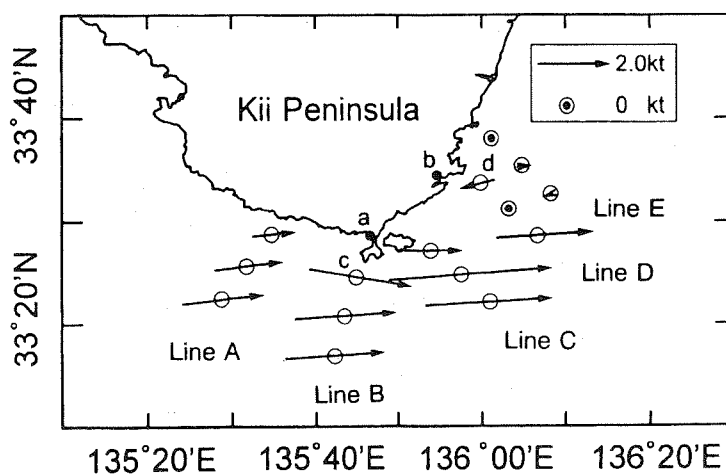 33°40'N
33°20'N
2.0kt
0 kt
Kii Peninsula
b
d
a
c
Line E
Line D
Line A
Line C
Line B
135°20'E 135°40'E 136°00'E 136°20'E